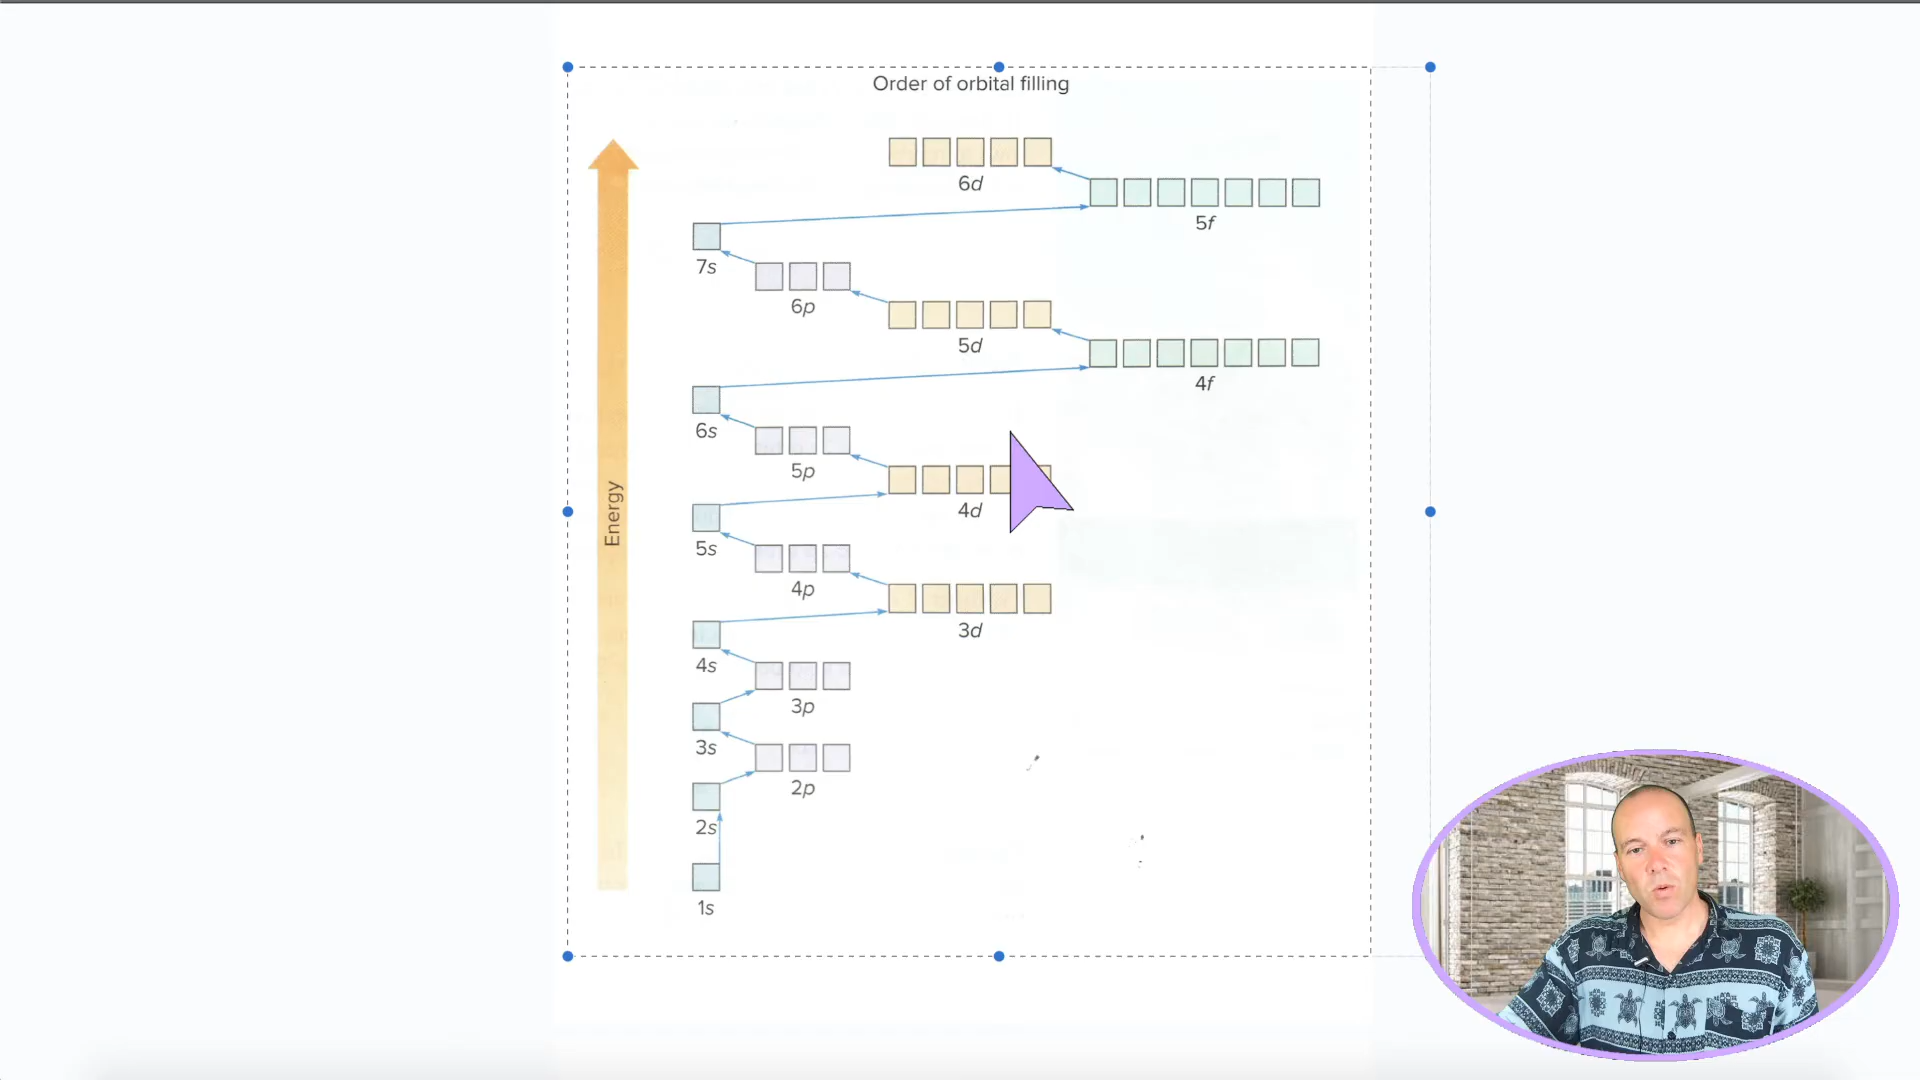 Order of orbital filling
6d
5f
7s
6p
5d
4f
6s
5p
4d
5s
4p
3d
4s
3p
3s
2p
2s
1s
Energy